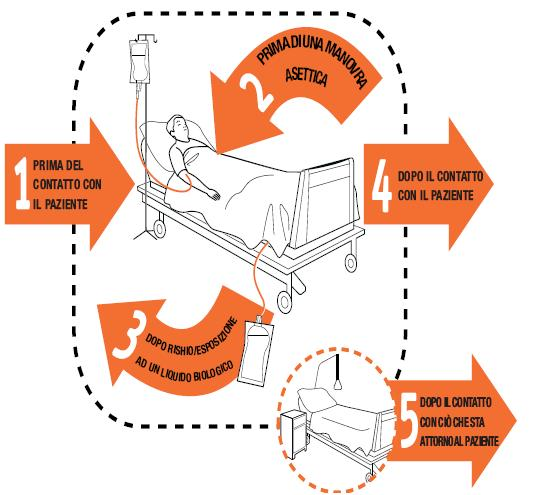 1 PRIMA DEL
CONTATTO CON
IL PAZIENTE
2 PRIMA DI UNA MANOVRA
ASETTICA
3 DOPO RISHIO/ESPOSIZIONE
AD UN LIQUIDO BIOLOGICO
4 DOPO IL CONTATTO
CON IL PAZIENTE
5 DOPO IL CONTATTO
CON CIÒ CHE STA
ATTORNO AL PAZIENTE